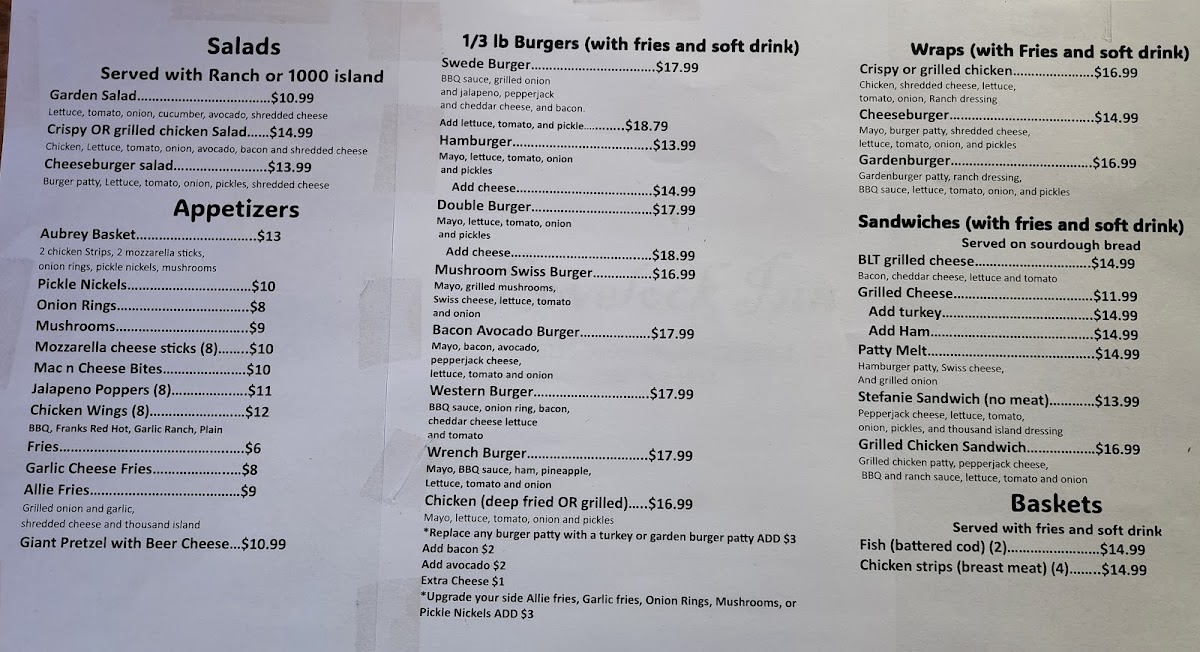 Salads
Served with Ranch or 1000 island
Garden Salad....................................$10.99
Lettuce, tomato, onion, cucumber, avocado, shredded cheese
Crispy OR grilled chicken Salad......$14.99
Chicken, Lettuce, tomato, onion, avocado, bacon and shredded cheese
Cheeseburger salad.........................$13.99
Burger patty, Lettuce, tomato, onion, pickles, shredded cheese
Appetizers
Aubrey Basket................................$13
2 chicken Strips, 2 mozzarella sticks,
onion rings, pickle nickels, mushrooms
Pickle Nickels.................................$10
Onion Rings...................................$8
Mushrooms...................................$9
Mozzarella cheese sticks (8)........$10
Mac n Cheese Bites......................$10
Jalapeno Poppers (8)...................$11
Chicken Wings (8).........................$12
BBQ, Franks Red Hot, Garlic Ranch, Plain
Fries.................................................$6
Garlic Cheese Fries........................$8
Allie Fries........................................$9
Grilled onion and garlic,
shredded cheese and thousand island
Giant Pretzel with Beer Cheese...$10.99
1/3 lb Burgers (with fries and soft drink)
Swede Burger.................................$17.99
BBQ sauce, grilled onion
and jalapeno, pepperjack
and cheddar cheese, and bacon.
Add lettuce, tomato, and pickle...........$18.79
Hamburger.....................................$13.99
Mayo, lettuce, tomato, onion
and pickles
Add cheese....................................$14.99
Double Burger................................$17.99
Mayo, lettuce, tomato, onion
and pickles
Add cheese.....................................$18.99
Mushroom Swiss Burger...............$16.99
Mayo, grilled mushrooms,
Swiss cheese, lettuce, tomato
and onion
Bacon Avocado Burger...................$17.99
Mayo, bacon, avocado,
pepperjack cheese,
lettuce, tomato and onion
Western Burger...............................$17.99
BBQ sauce, onion ring, bacon,
cheddar cheese lettuce
and tomato
Wrench Burger................................$17.99
Mayo, BBQ sauce, ham, pineapple,
Lettuce, tomato and onion
Chicken (deep fried OR grilled).....$16.99
Mayo, lettuce, tomato, onion and pickles
*Replace any burger patty with a turkey or garden burger patty ADD $3
Add bacon $2
Add avocado $2
Extra Cheese $1
*Upgrade your side Allie fries, Garlic fries, Onion Rings, Mushrooms, or
Pickle Nickels ADD $3
Wraps (with Fries and soft drink)
Crispy or grilled chicken......................$16.99
Chicken, shredded cheese, lettuce,
tomato, onion, Ranch dressing
Cheeseburger.......................................$14.99
Mayo, burger patty, shredded cheese,
lettuce, tomato, onion, and pickles
Gardenburger.......................................$16.99
Gardenburger patty, ranch dressing,
BBQ sauce, lettuce, tomato, onion, and pickles
Sandwiches (with fries and soft drink)
Served on sourdough bread
BLT grilled cheese................................$14.99
Bacon, cheddar cheese, lettuce and tomato
Grilled Cheese......................................$11.99
Add turkey.........................................$14.99
Add Ham............................................$14.99
Patty Melt.............................................$14.99
Hamburger patty, Swiss cheese,
And grilled onion
Stefanie Sandwich (no meat)............$13.99
Pepperjack cheese, lettuce, tomato,
onion, pickles, and thousand island dressing
Grilled Chicken Sandwich...................$16.99
Grilled chicken patty, pepperjack cheese,
BBQ and ranch sauce, lettuce, tomato and onion
Baskets
Served with fries and soft drink
Fish (battered cod) (2).........................$14.99
Chicken strips (breast meat) (4)........$14.99